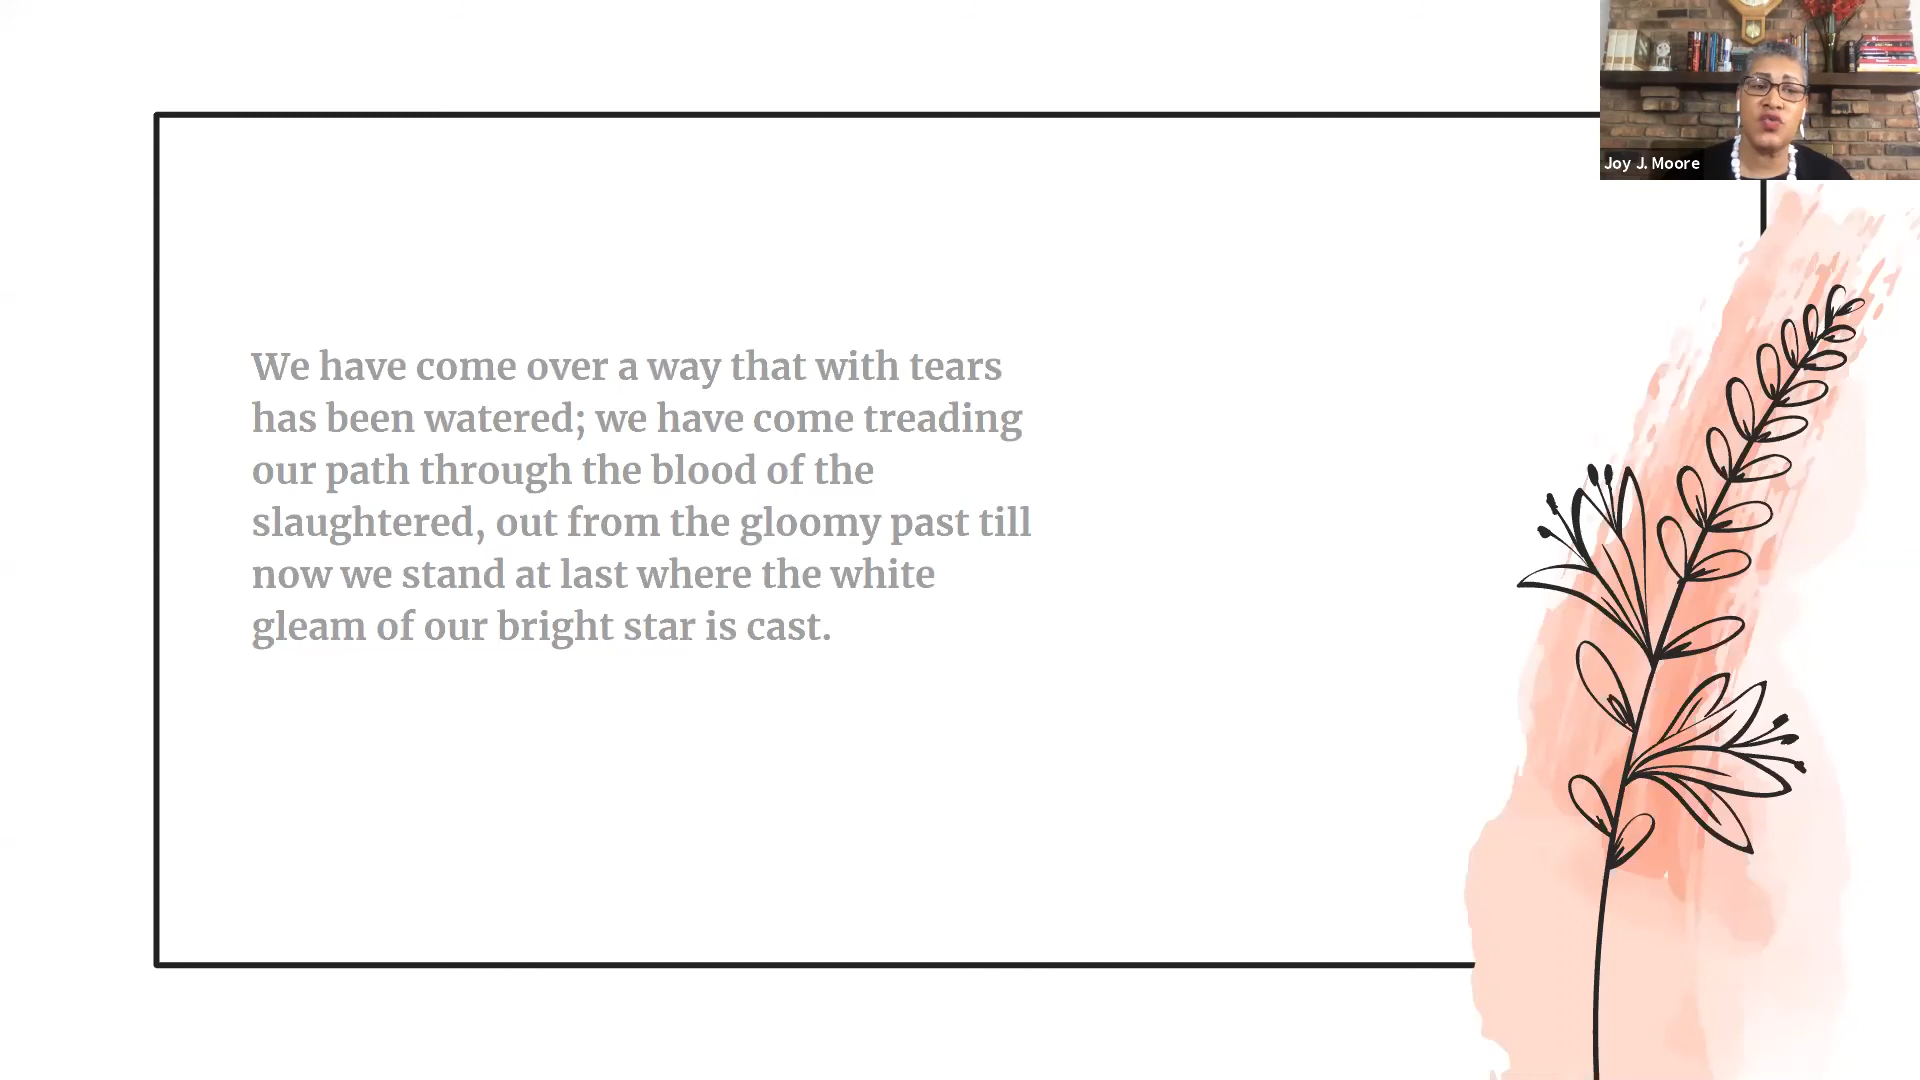 Joy J. Moore
We have come over a way that with tears
has been watered; we have come treading
our path through the blood of the
slaughtered, out from the gloomy past till
now we stand at last where the white
gleam of our bright star is cast.